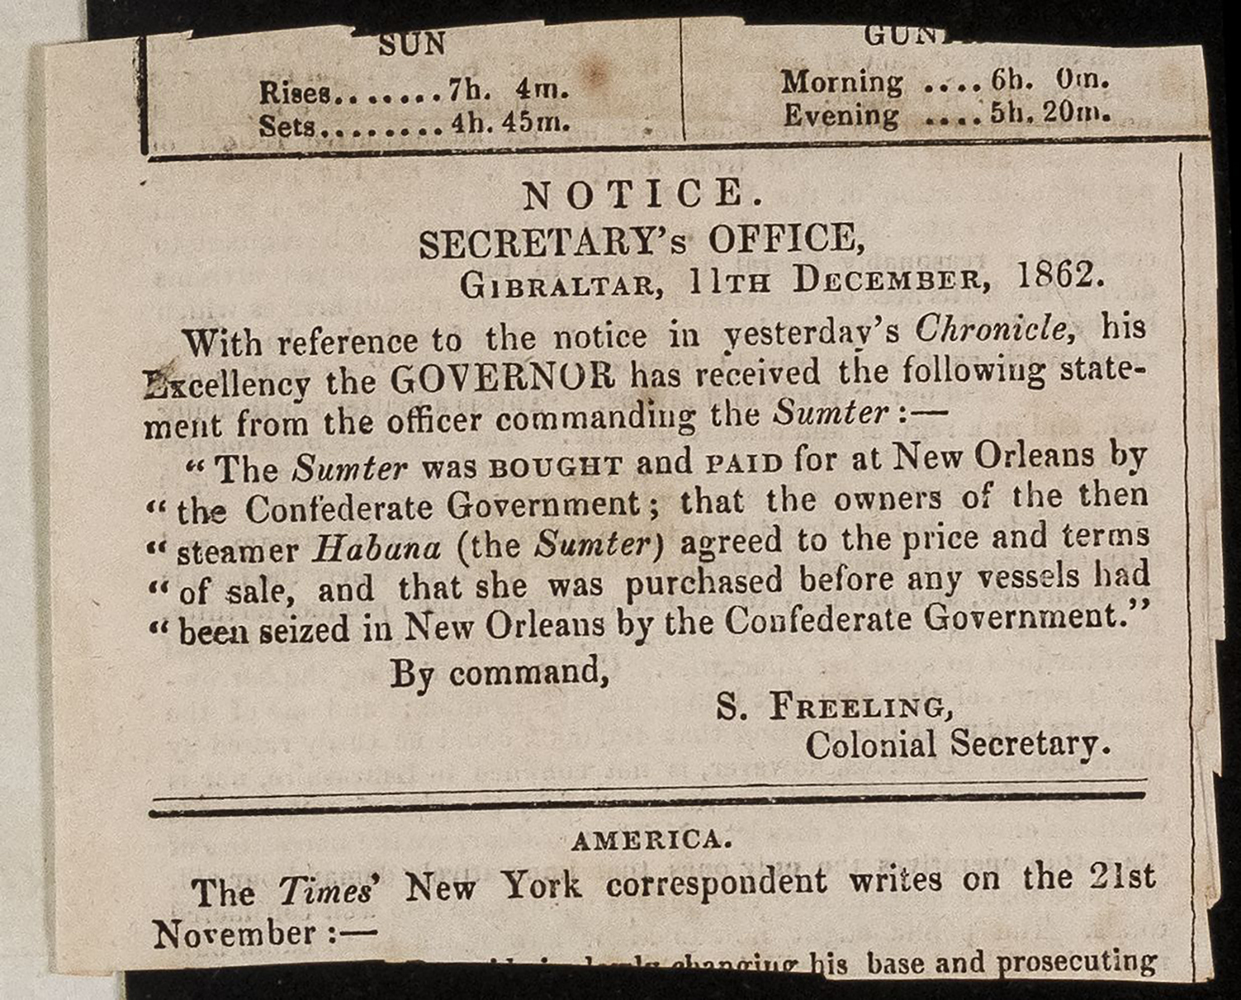 SUN
Rises.......7h. 4m.
Sets........4h. 45m.
Morning ....6h. 0m.
Evening ....5h. 20m.
NOTICE.
SECRETARY's OFFICE,
GIBRALTAR, 11TH DECEMBER, 1862.
With reference to the notice in yesterday's Chronicle, his
Excellency the GOVERNOR has received the following state-
ment from the officer commanding the Sumter :—
" The Sumter was BOUGHT and PAID for at New Orleans by
" the Confederate Government ; that the owners of the then
" steamer Habana (the Sumter) agreed to the price and terms
" of sale, and that she was purchased before any vessels had
" been seized in New Orleans by the Confederate Government."
By command,
S. FREELING,
Colonial Secretary.
AMERICA.
The Times' New York correspondent writes on the 21st
November :—
changing his base and prosecuting